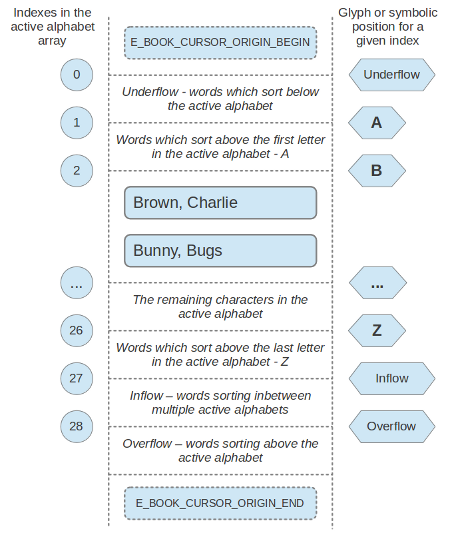 Indexes in the
active alphabet
array
Glyph or symbolic
position for a
given index
E_BOOK_CURSOR_ORIGIN_BEGIN
0
Underflow
Underflow - words which sort below
the active alphabet
1
A
Words which sort above the first letter
in the active alphabet - A
2
B
Brown, Charlie
Bunny, Bugs
...
...
The remaining characters in the
active alphabet
26
Z
Words which sort above the last letter
in the active alphabet - Z
27
Inflow
Inflow – words sorting inbetween
multiple active alphabets
28
Overflow
Overflow – words sorting above the
active alphabet
E_BOOK_CURSOR_ORIGIN_END